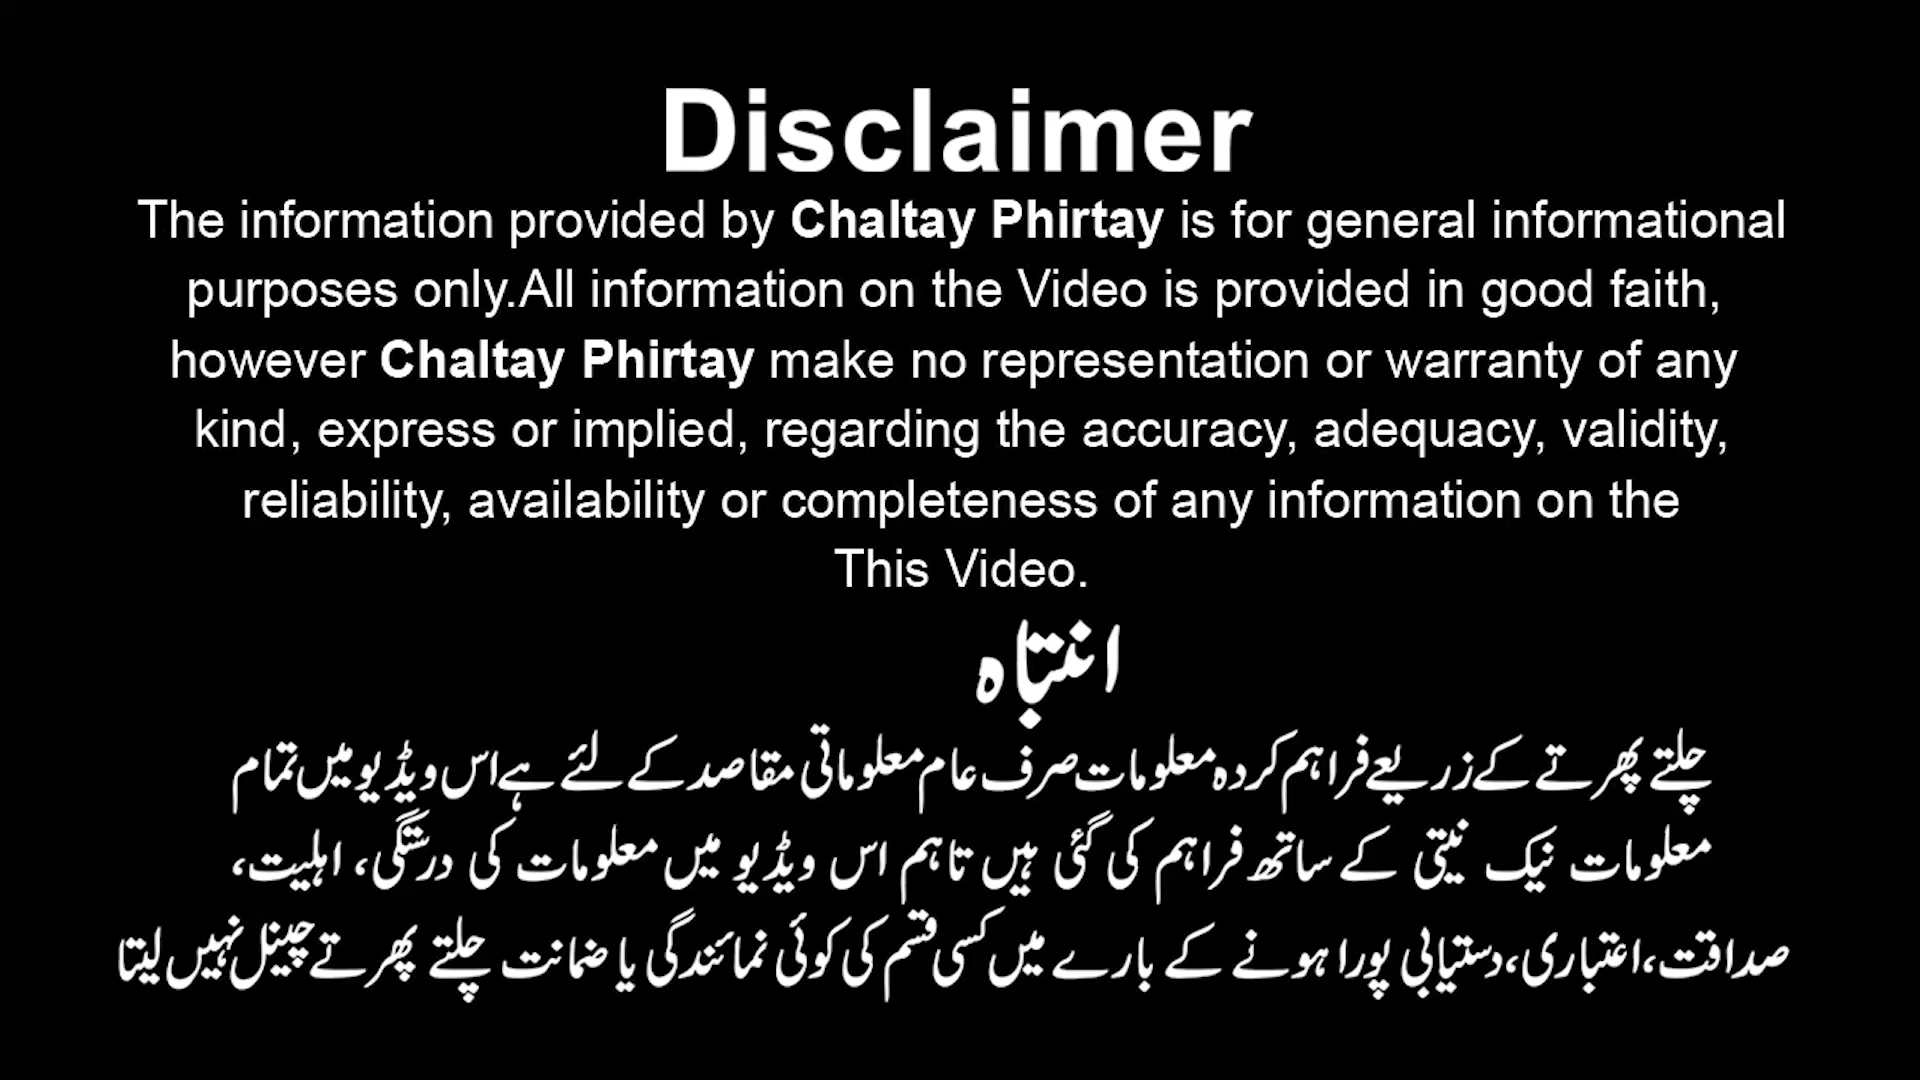 Disclaimer
The information provided by Chaltay Phirtay is for general informational
purposes only.All information on the Video is provided in good faith,
however Chaltay Phirtay make no representation or warranty of any
kind, express or implied, regarding the accuracy, adequacy, validity,
reliability, availability or completeness of any information on the
This Video.
انتباہ
چلتے پھرتے کے زریعے فراہم کردہ معلومات صرف عام معلوماتی مقاصد کے لئے ہے اس ویڈیو میں تمام
معلومات نیک نیتی کے ساتھ فراہم کی گئی ہیں تاہم اس ویڈیو میں معلومات کی درستگی، اہلیت،
صداقت،اعتباری،دستیابی پورا ہونے کے بارے میں کسی قسم کی کوئی نمائندگی یا ضمانت چلتے پھرتے چینل نہیں لیتا